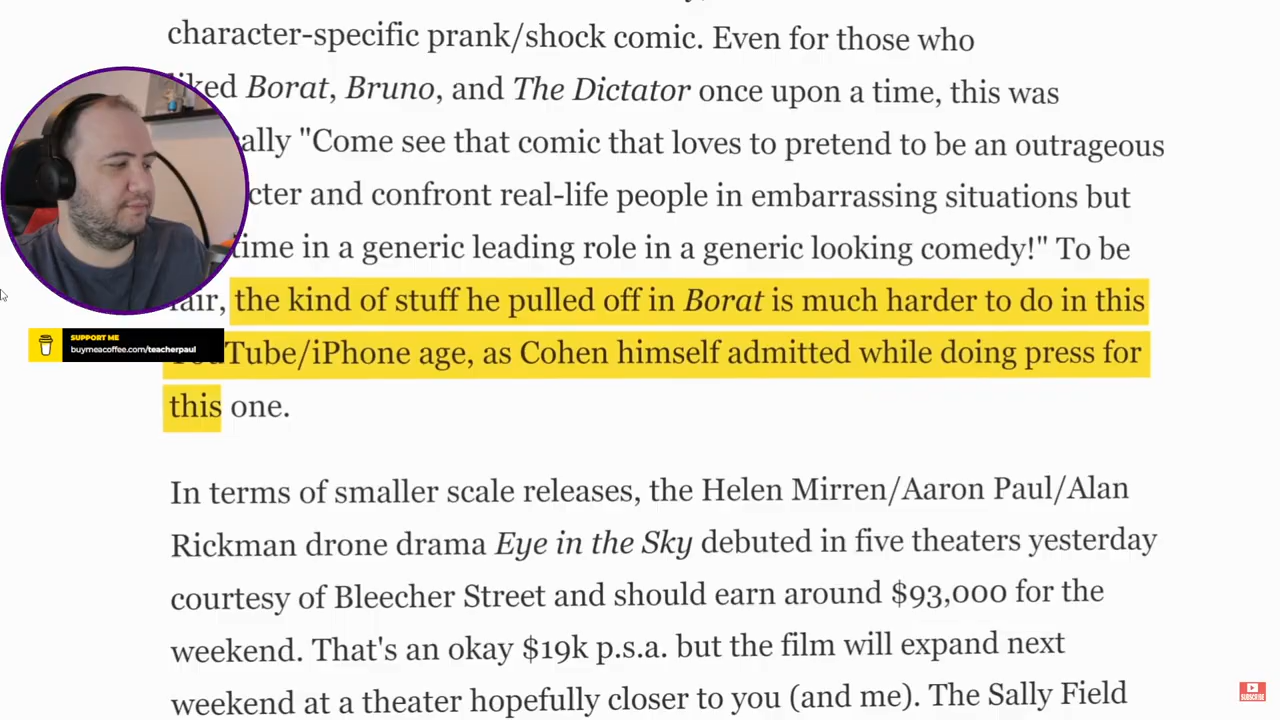 character-specific prank/shock comic. Even for those who
liked Borat, Bruno, and The Dictator once upon a time, this was
ally "Come see that comic that loves to pretend to be an outrageous
cter and confront real-life people in embarrassing situations but
time in a generic leading role in a generic looking comedy!" To be
fair, the kind of stuff he pulled off in Borat is much harder to do in this
SUPPORT ME
buymeacoffee.com/teacherpaul
YouTube/iPhone age, as Cohen himself admitted while doing press for
this one.
In terms of smaller scale releases, the Helen Mirren/Aaron Paul/Alan
Rickman drone drama Eye in the Sky debuted in five theaters yesterday
courtesy of Bleecher Street and should earn around $93,000 for the
weekend. That's an okay $19k p.s.a. but the film will expand next
weekend at a theater hopefully closer to you (and me). The Sally Field
SUBSCRIBE